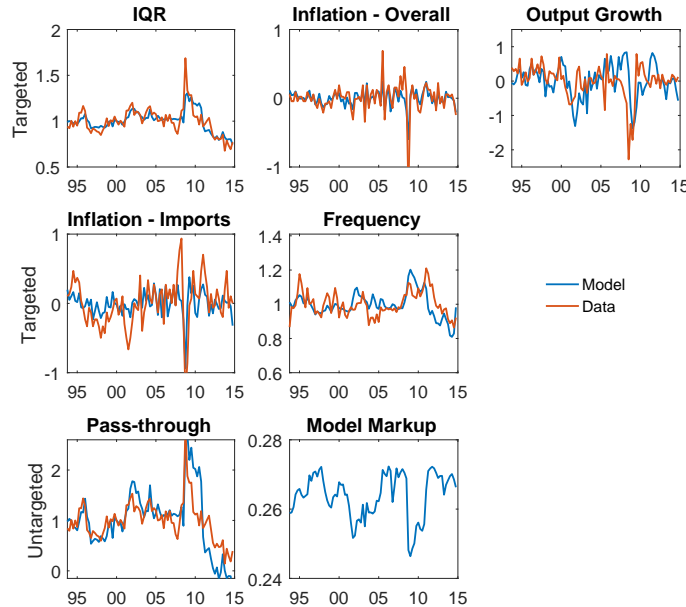 IQR
Inflation - Overall
Output Growth
Targeted
2
1.5
1
0.5
95 00 05 10 15
1
0
-1
95 00 05 10 15
1
0
-1
-2
95 00 05 10 15
Inflation - Imports
Frequency
Targeted
1
0
-1
95 00 05 10 15
1.4
1.2
1.0
0.8
0.6
95 00 05 10 15
Model
Data
Pass-through
Model Markup
Untargeted
2
1
0
95 00 05 10 15
0.28
0.26
0.24
95 00 05 10 15